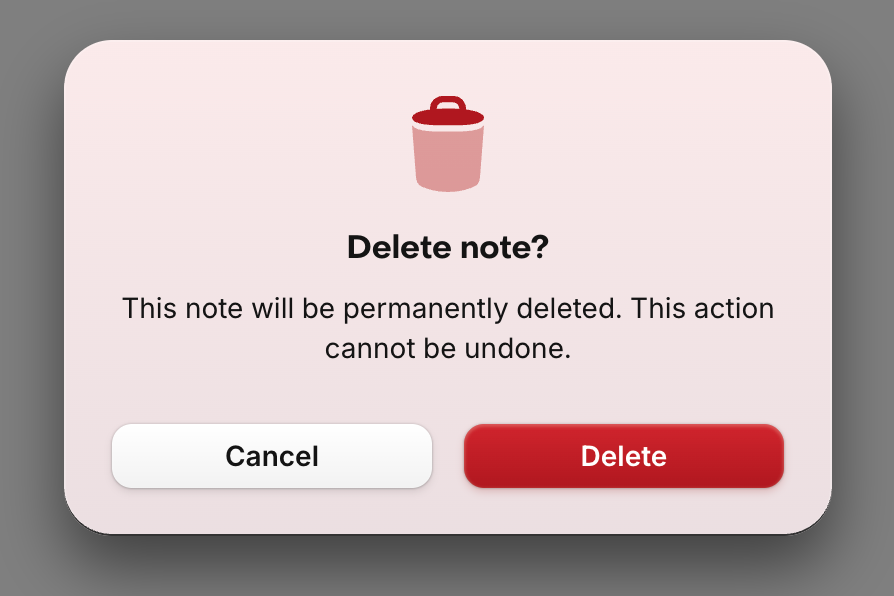 Delete note?
This note will be permanently deleted. This action
cannot be undone.
Cancel
Delete